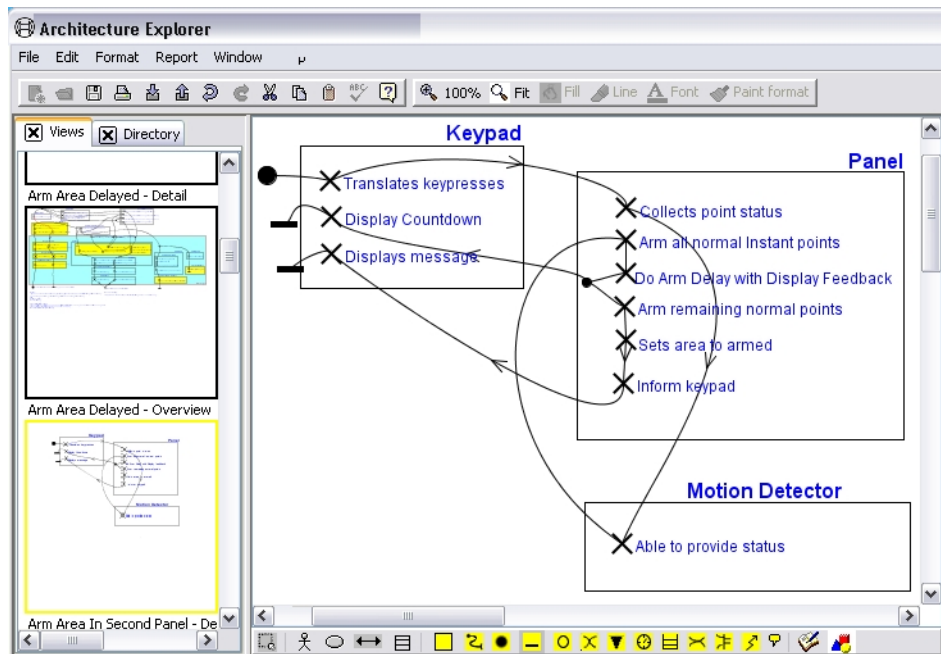 Architecture Explorer
File Edit Format Report Window μ
ABC 100% Fit Fill Line Font Paint format
Views Directory
Arm Area Delayed - Detail
Arm Area Delayed - Overview
Arm Area In Second Panel - De
Keypad
Translates keypresses
Display Countdown
Displays message
Panel
Collects point status
Arm all normal Instant points
Do Arm Delay with Display Feedback
Arm remaining normal points
Sets area to armed
Inform keypad
Motion Detector
Able to provide status